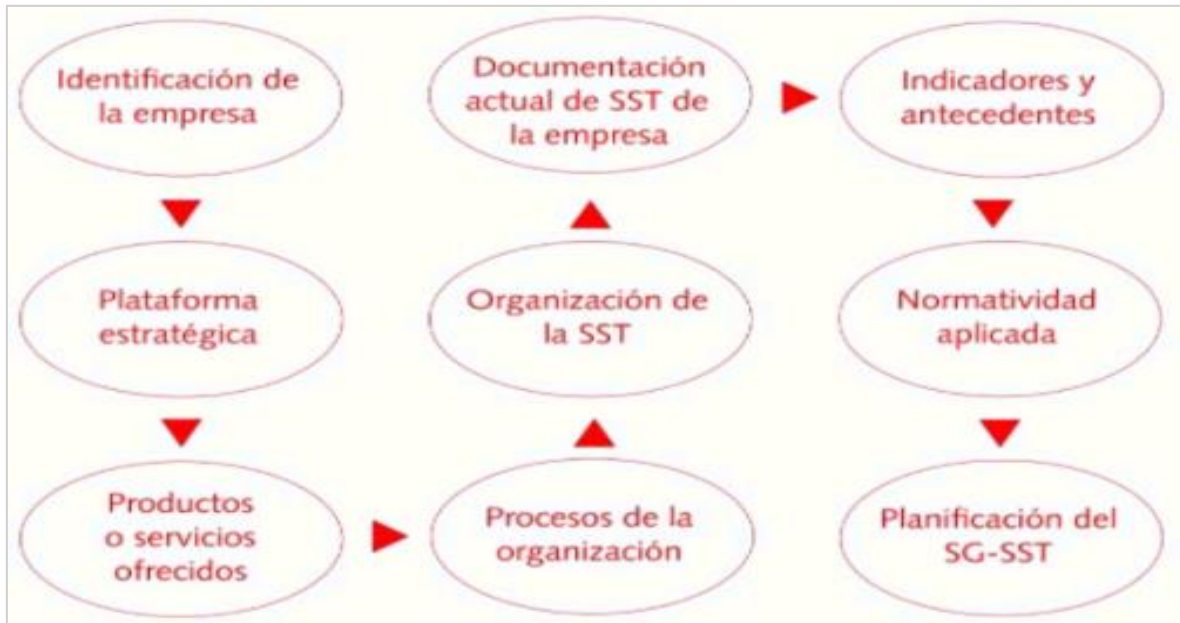 Identificación de
la empresa
Plataforma
estratégica
Productos
o servicios
ofrecidos
Procesos de la
organización
Organización de
la SST
Documentación
actual de SST de
la empresa
Indicadores y
antecedentes
Normatividad
aplicada
Planificación del
SG-SST